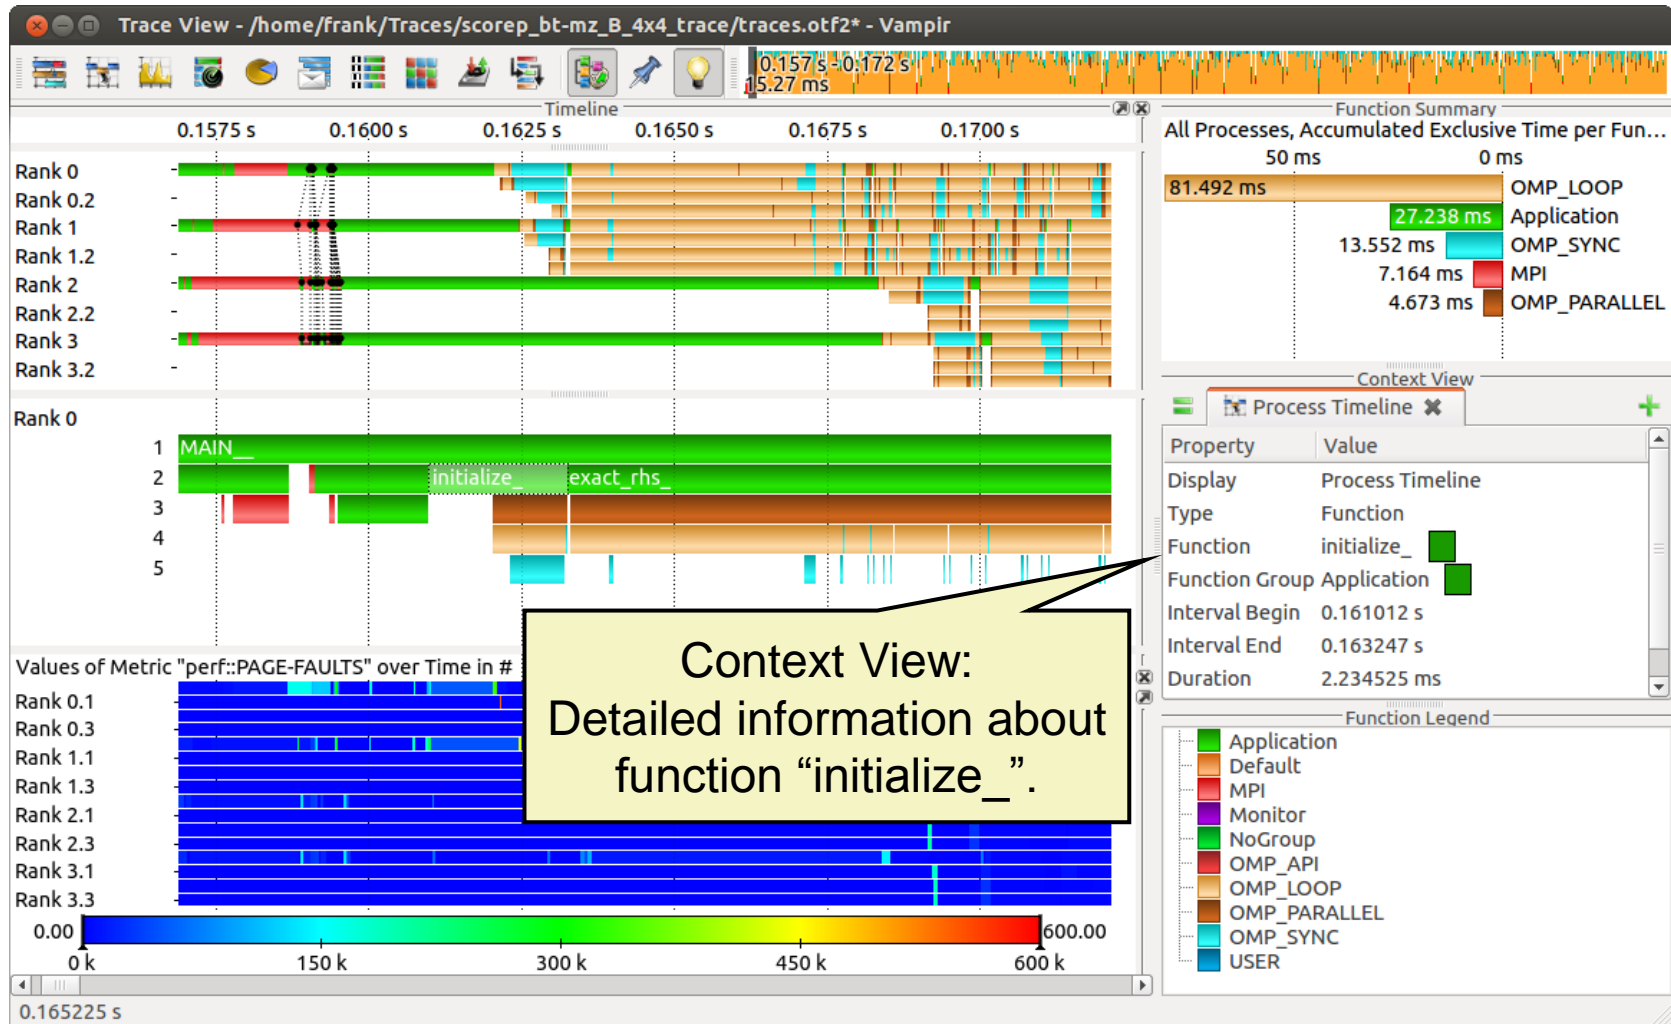 Trace View - /home/frank/Traces/scorep_bt-mz_B_4x4_trace/traces.otf2* - Vampir
0.157 s - 0.172 s
15.27 ms
Timeline
0.1575 s 0.1600 s 0.1625 s 0.1650 s 0.1675 s 0.1700 s
Rank 0
Rank 0.2
Rank 1
Rank 1.2
Rank 2
Rank 2.2
Rank 3
Rank 3.2
Rank 0
1 MAIN__
2 initialize_ exact_rhs_
3
4
5
Values of Metric "perf::PAGE-FAULTS" over Time in #
Rank 0.1
Rank 0.3
Rank 1.1
Rank 1.3
Rank 2.1
Rank 2.3
Rank 3.1
Rank 3.3
0.00 600.00
0 k 150 k 300 k 450 k 600 k
0.165225 s
Context View:
Detailed information about
function “initialize_”.
Function Summary
All Processes, Accumulated Exclusive Time per Fun...
50 ms 0 ms
81.492 ms OMP_LOOP
27.238 ms Application
13.552 ms OMP_SYNC
7.164 ms MPI
4.673 ms OMP_PARALLEL
Context View
Process Timeline
Property Value
Display Process Timeline
Type Function
Function initialize_
Function Group Application
Interval Begin 0.161012 s
Interval End 0.163247 s
Duration 2.234525 ms
Function Legend
Application
Default
MPI
Monitor
NoGroup
OMP_API
OMP_LOOP
OMP_PARALLEL
OMP_SYNC
USER